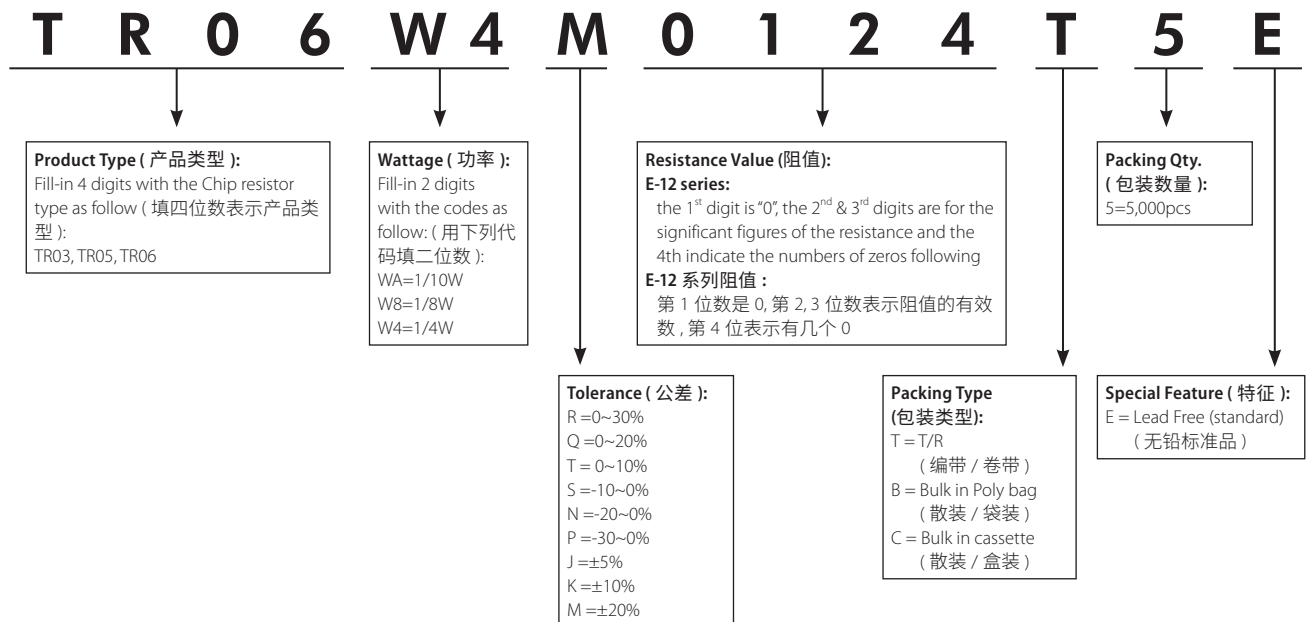 T R 0 6 W 4 M 0 1 2 4 T 5 E
Product Type ( 产品类型 ):
Fill-in 4 digits with the Chip resistor
type as follow ( 填四位数表示产品类
型 ):
TR03, TR05, TR06
Wattage ( 功率 ):
Fill-in 2 digits
with the codes as
follow: ( 用下列代
码填二位数 ):
WA=1/10W
W8=1/8W
W4=1/4W
Resistance Value (阻值):
E-12 series:
the 1st digit is "0", the 2nd & 3rd digits are for the
significant figures of the resistance and the
4th indicate the numbers of zeros following
E-12 系列阻值 :
第 1 位数是 0, 第 2, 3 位数表示阻值的有效
数 , 第 4 位表示有几个 0
Packing Qty.
( 包装数量 ):
5=5,000pcs
Tolerance ( 公差 ):
R =0~30%
Q =0~20%
T = 0~10%
S =-10~0%
N =-20~0%
P =-30~0%
J =±5%
K =±10%
M =±20%
Packing Type
(包装类型):
T = T/R
( 编带 / 卷带 )
B = Bulk in Poly bag
( 散装 / 袋装 )
C = Bulk in cassette
( 散装 / 盒装 )
Special Feature ( 特征 ):
E = Lead Free (standard)
( 无铅标准品 )